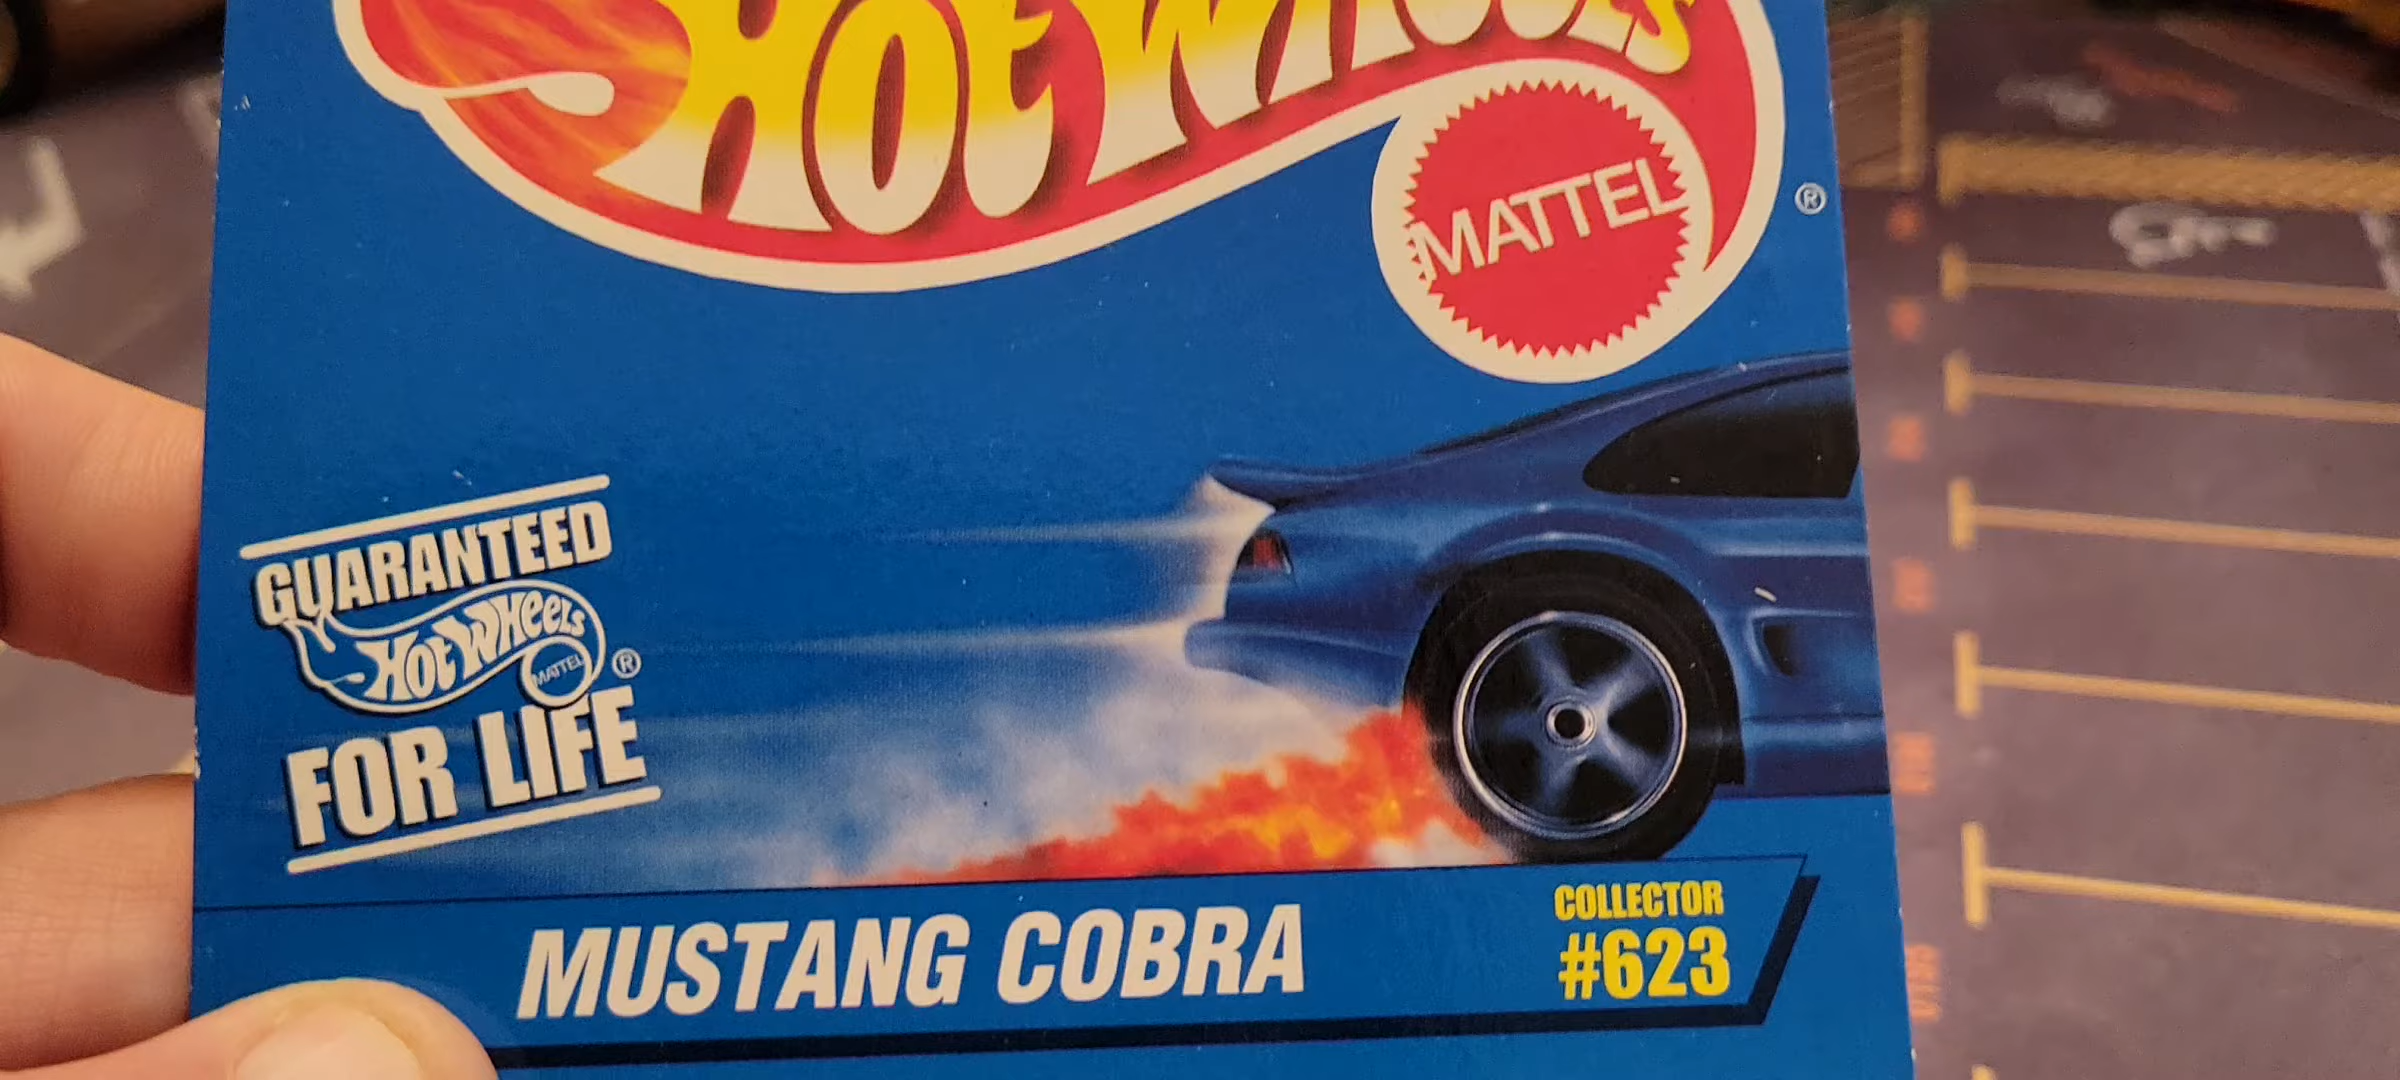 HOT WHEELS
MATTEL
®
GUARANTEED
HOT WHEELS
MATTEL
®
FOR LIFE
MUSTANG COBRA
COLLECTOR
#623